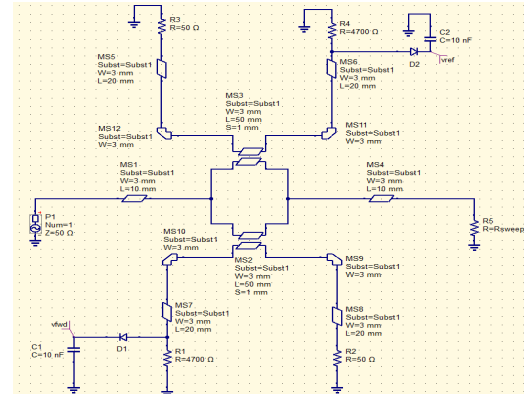 R3
R=50 Ω
R4
R=4700 Ω
C2
C=10 nF
D2
vref
MS5
Subst=Subst1
W=3 mm
L=20 mm
MS6
Subst=Subst1
W=3 mm
L=20 mm
MS3
Subst=Subst1
W=3 mm
L=50 mm
S=1 mm
MS12
Subst=Subst1
W=3 mm
MS11
Subst=Subst1
W=3 mm
MS1
Subst=Subst1
W=3 mm
L=10 mm
MS4
Subst=Subst1
W=3 mm
L=10 mm
P1
Num=1
Z=50 Ω
R5
R=Rsweep
MS10
Subst=Subst1
W=3 mm
MS2
Subst=Subst1
W=3 mm
L=50 mm
S=1 mm
MS9
Subst=Subst1
W=3 mm
MS7
Subst=Subst1
W=3 mm
L=20 mm
MS8
Subst=Subst1
W=3 mm
L=20 mm
vfwd
C1
C=10 nF
D1
R1
R=4700 Ω
R2
R=50 Ω